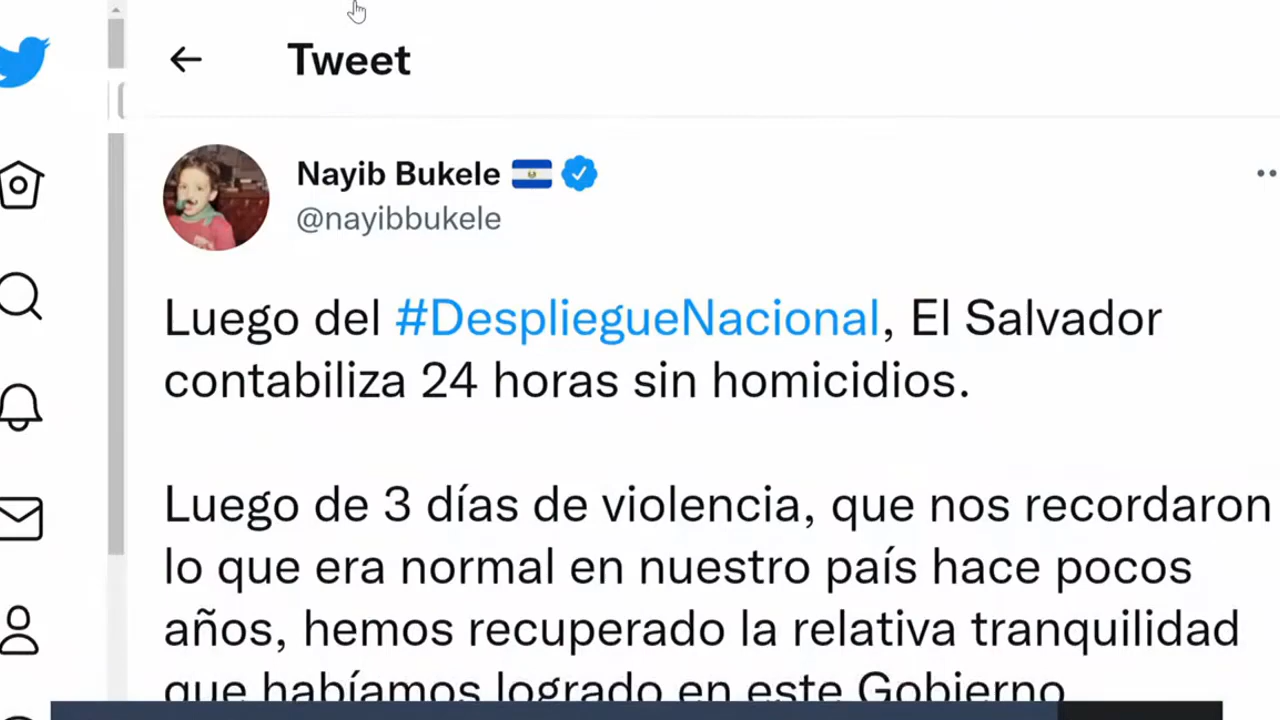 Tweet
Nayib Bukele
@nayibbukele
Luego del #DespliegueNacional, El Salvador
contabiliza 24 horas sin homicidios.
Luego de 3 días de violencia, que nos recordaron
lo que era normal en nuestro país hace pocos
años, hemos recuperado la relativa tranquilidad
que habíamos logrado en este Gobierno